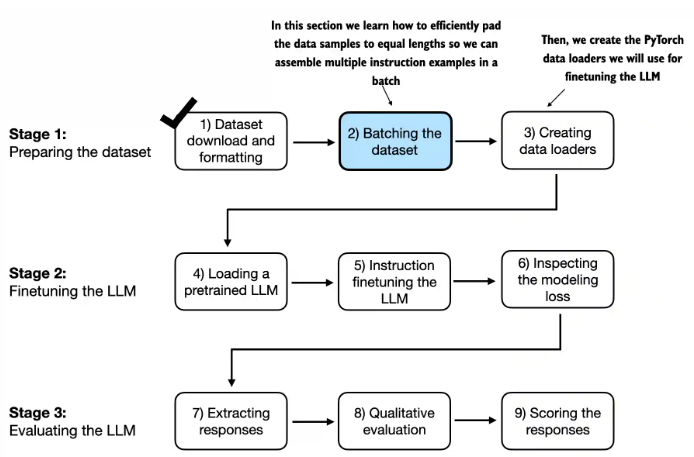 In this section we learn how to efficiently pad
the data samples to equal lengths so we can
assemble multiple instruction examples in a
batch
Then, we create the PyTorch
data loaders we will use for
finetuning the LLM
Stage 1:
Preparing the dataset
1) Dataset
download and
formatting
2) Batching the
dataset
3) Creating
data loaders
Stage 2:
Finetuning the LLM
4) Loading a
pretrained LLM
5) Instruction
finetuning the
LLM
6) Inspecting
the modeling
loss
Stage 3:
Evaluating the LLM
7) Extracting
responses
8) Qualitative
evaluation
9) Scoring the
responses